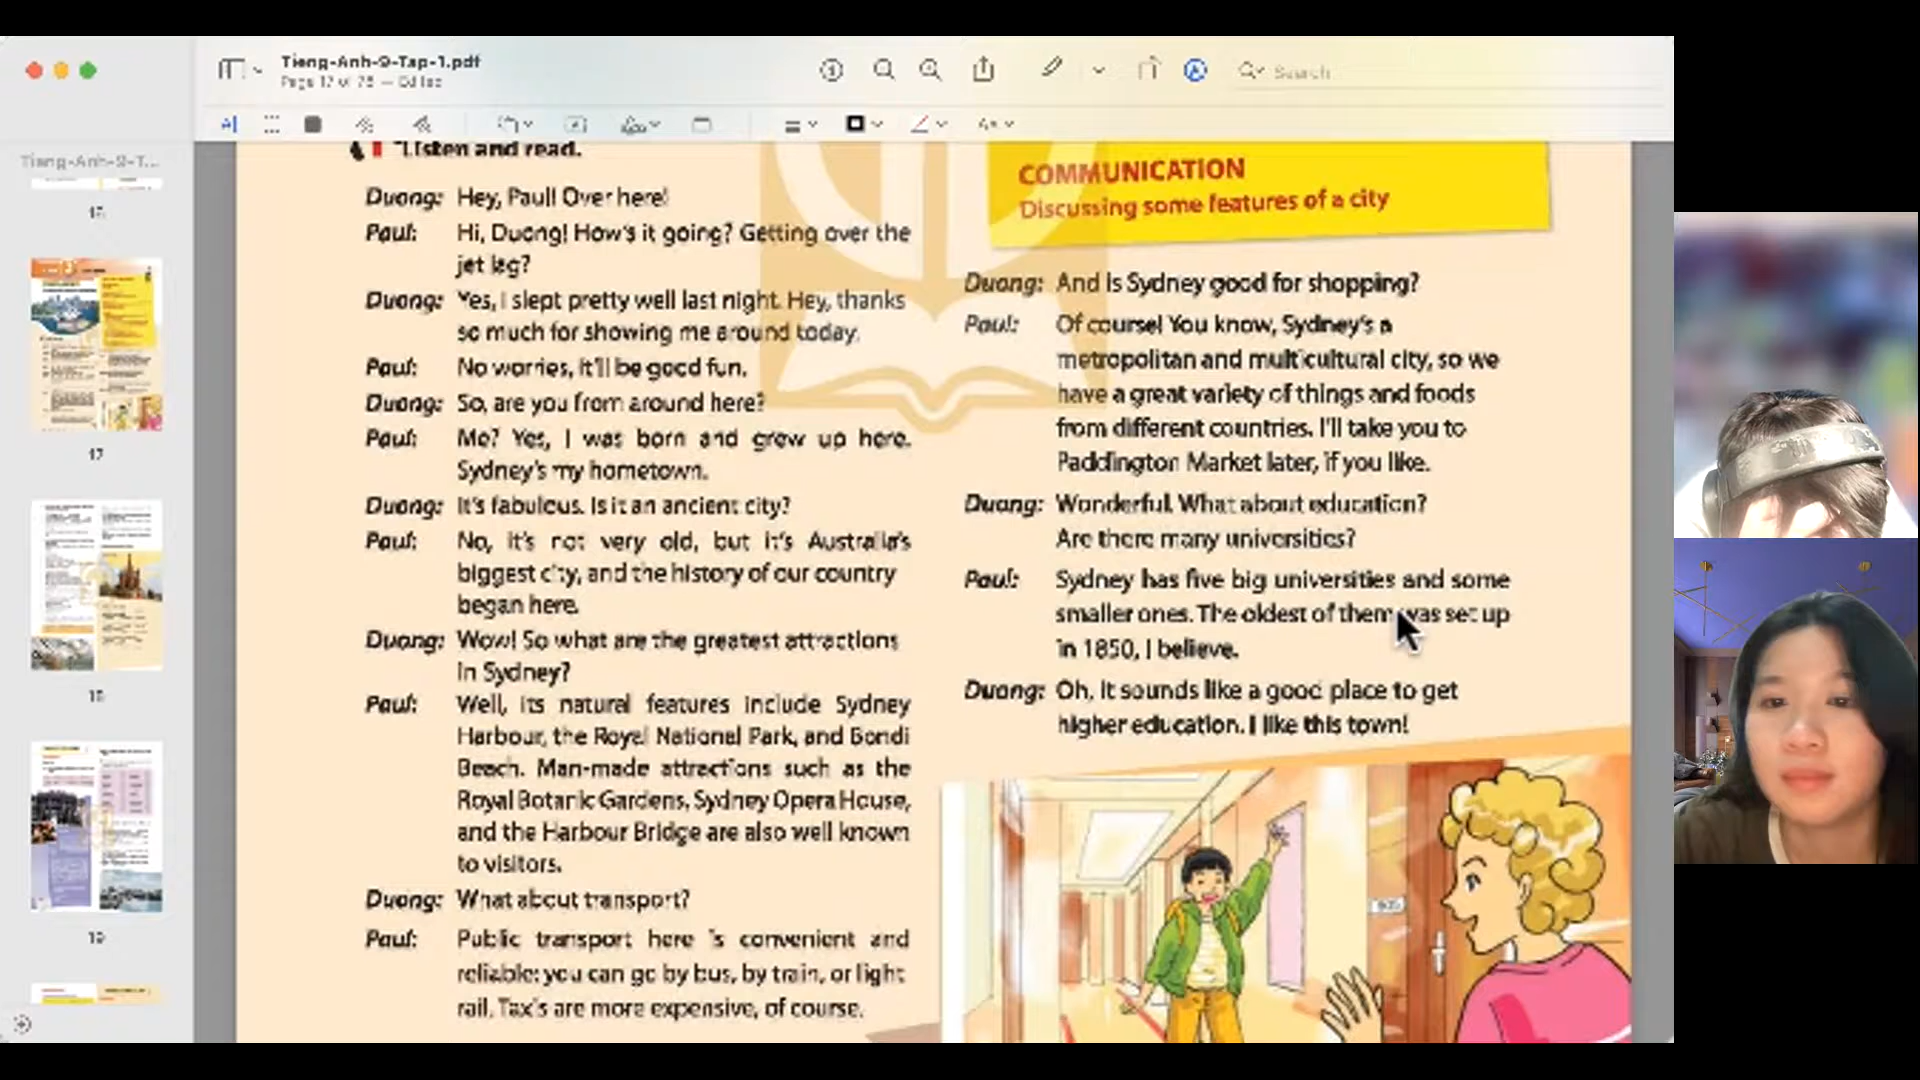 Tieng-Anh-9-Tap-1.pdf
Page 17 of 78 — Edited
Search
Tieng-Anh-9-T...
16
17
18
19
Listen and read.
Duong: Hey, Paul! Over here!
Paul: Hi, Duong! How's it going? Getting over the
jet lag?
Duong: Yes, I slept pretty well last night. Hey, thanks
so much for showing me around today.
Paul: No worries, it'll be good fun.
Duong: So, are you from around here?
Paul: Me? Yes, I was born and grew up here.
Sydney's my hometown.
Duong: It's fabulous. Is it an ancient city?
Paul: No, it's not very old, but it's Australia's
biggest city, and the history of our country
began here.
Duong: Wow! So what are the greatest attractions
in Sydney?
Paul: Well, its natural features include Sydney
Harbour, the Royal National Park, and Bondi
Beach. Man-made attractions such as the
Royal Botanic Gardens, Sydney Opera House,
and the Harbour Bridge are also well known
to visitors.
Duong: What about transport?
Paul: Public transport here is convenient and
reliable: you can go by bus, by train, or light
rail. Taxis are more expensive, of course.
COMMUNICATION
Discussing some features of a city
Duong: And is Sydney good for shopping?
Paul: Of course! You know, Sydney's a
metropolitan and multicultural city, so we
have a great variety of things and foods
from different countries. I'll take you to
Paddington Market later, if you like.
Duong: Wonderful. What about education?
Are there many universities?
Paul: Sydney has five big universities and some
smaller ones. The oldest of them was set up
in 1850, I believe.
Duong: Oh, it sounds like a good place to get
higher education. I like this town!